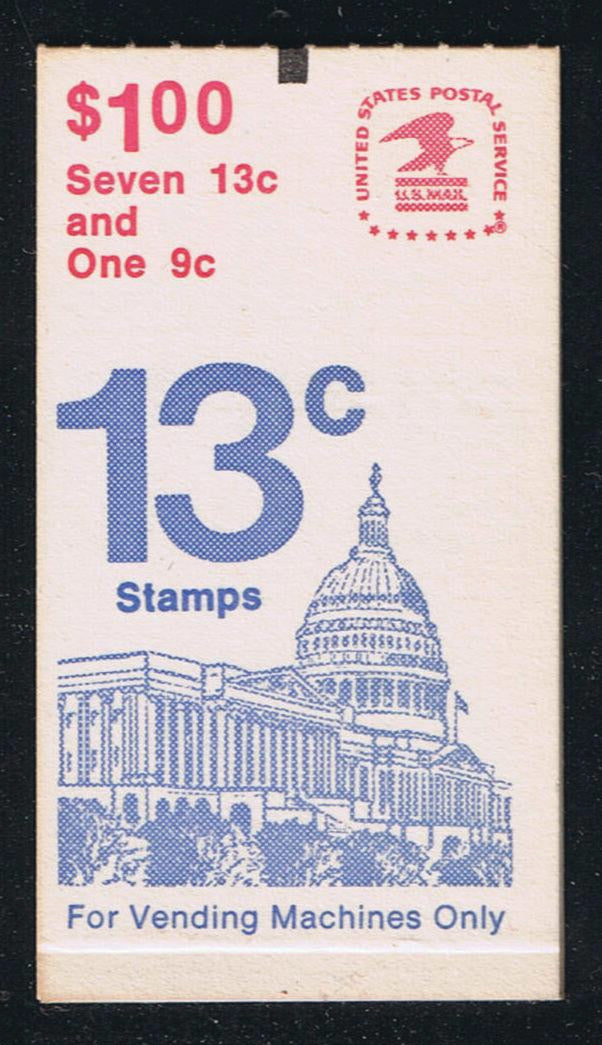 $1.00
Seven 13c
and
One 9c
UNITED STATES POSTAL SERVICE
U.S. MAIL
®
13c
Stamps
For Vending Machines Only